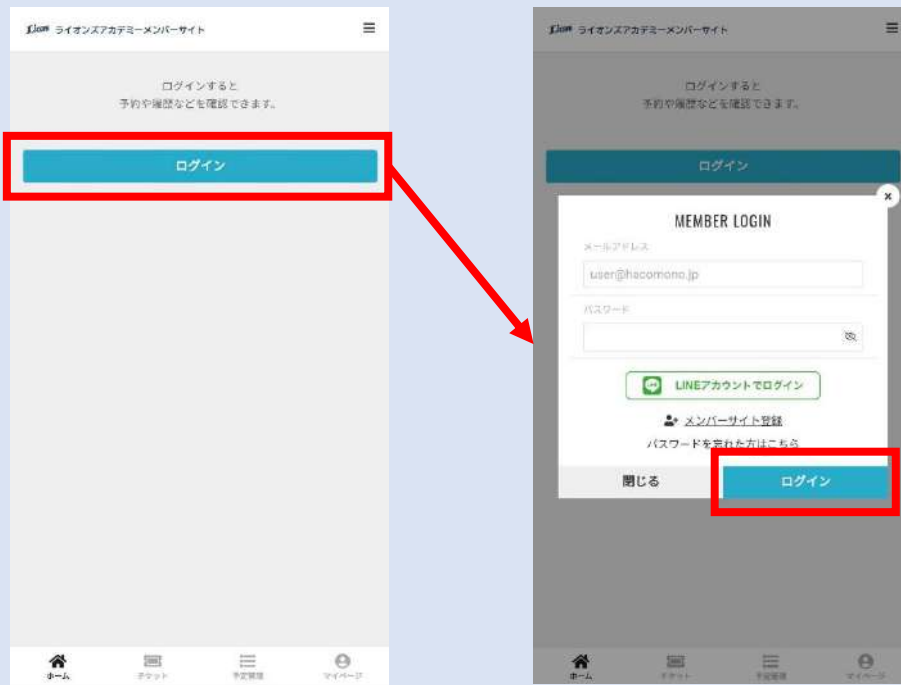 Lions ライオンズアカデミーメンバーサイト
ログインすると
予約や履歴などを確認できます。
ログイン
ホーム
チケット
予定管理
マイページ
Lions ライオンズアカデミーメンバーサイト
ログインすると
予約や履歴などを確認できます。
ログイン
×
MEMBER LOGIN
メールアドレス
user@hacomono.jp
パスワード
LINEアカウントでログイン
メンバーサイト登録
パスワードを忘れた方はこちら
閉じる
ログイン
ホーム
チケット
予定管理
マイページ